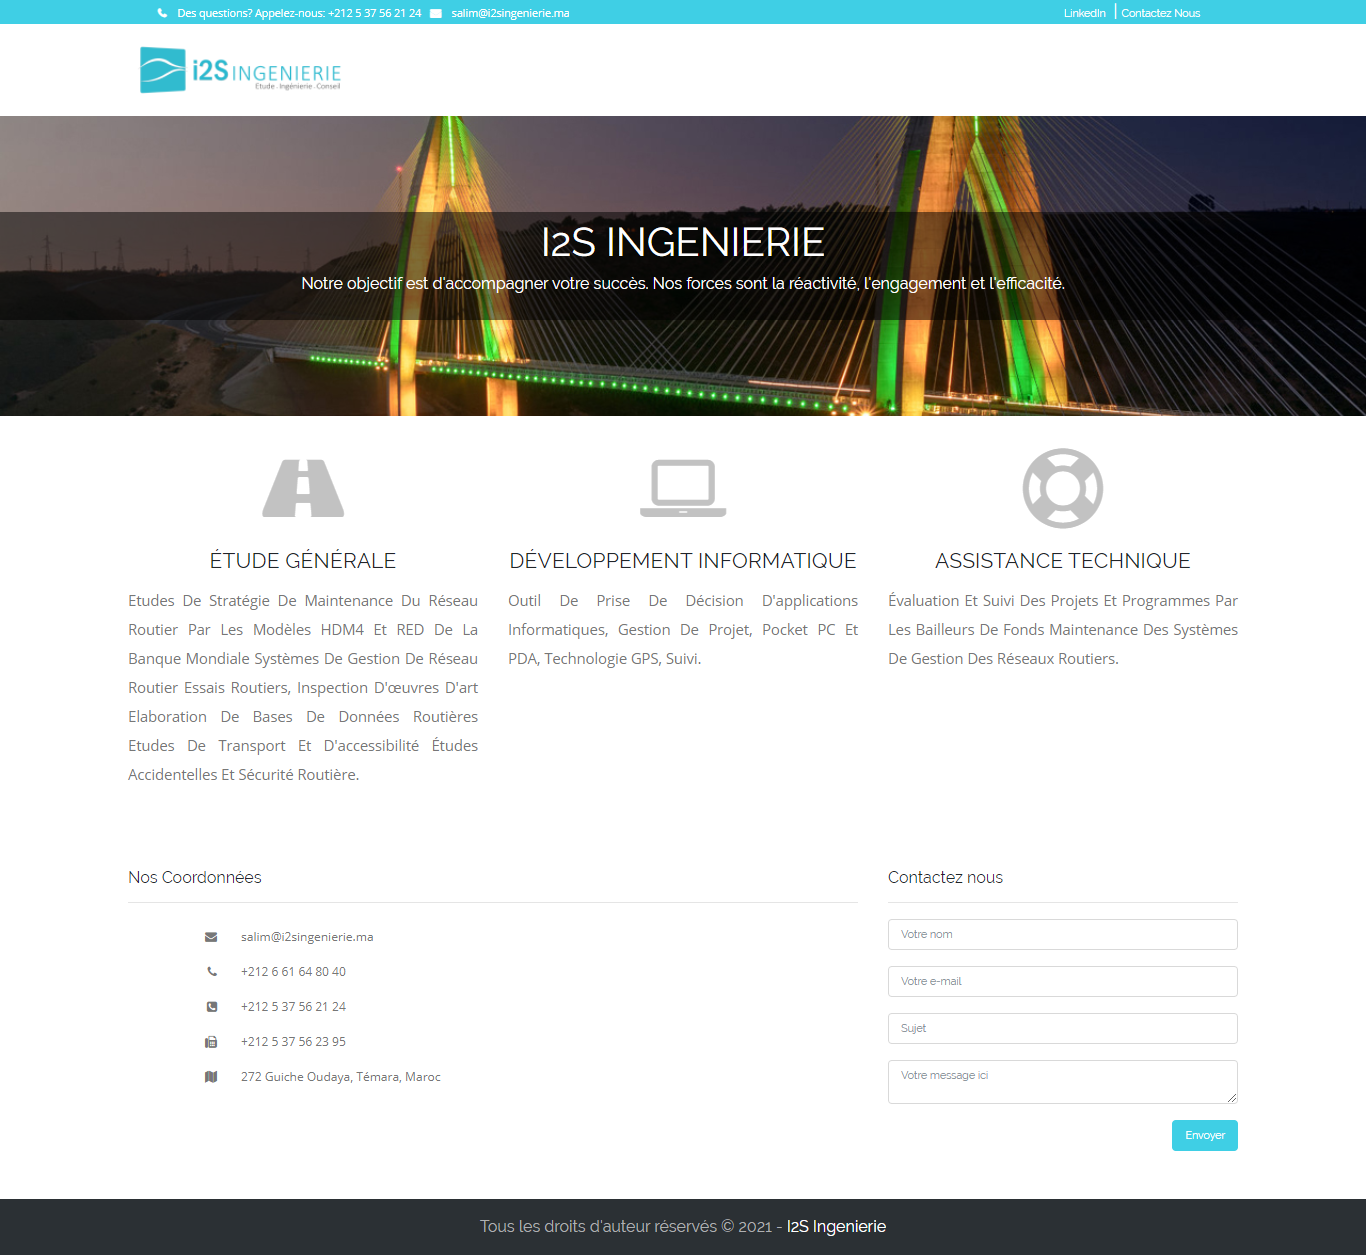 Des questions? Appelez-nous: +212 5 37 56 21 24 salim@i2singenierie.ma
LinkedIn | Contactez Nous
i2S INGENIERIE
Etude - Ingénierie - Conseil
I2S INGENIERIE
Notre objectif est d'accompagner votre succès. Nos forces sont la réactivité, l'engagement et l'efficacité.
ÉTUDE GÉNÉRALE
Etudes De Stratégie De Maintenance Du Réseau
Routier Par Les Modèles HDM4 Et RED De La
Banque Mondiale Systèmes De Gestion De Réseau
Routier Essais Routiers, Inspection D'œuvres D'art
Elaboration De Bases De Données Routières
Etudes De Transport Et D'accessibilité Études
Accidentelles Et Sécurité Routière.
DÉVELOPPEMENT INFORMATIQUE
Outil De Prise De Décision D'applications
Informatiques, Gestion De Projet, Pocket PC Et
PDA, Technologie GPS, Suivi.
ASSISTANCE TECHNIQUE
Évaluation Et Suivi Des Projets Et Programmes Par
Les Bailleurs De Fonds Maintenance Des Systèmes
De Gestion Des Réseaux Routiers.
Nos Coordonnées
salim@i2singenierie.ma
+212 6 61 64 80 40
+212 5 37 56 21 24
+212 5 37 56 23 95
272 Guiche Oudaya, Témara, Maroc
Contactez nous
Votre nom
Votre e-mail
Sujet
Votre message ici
Envoyer
Tous les droits d'auteur réservés © 2021 - I2S Ingenierie